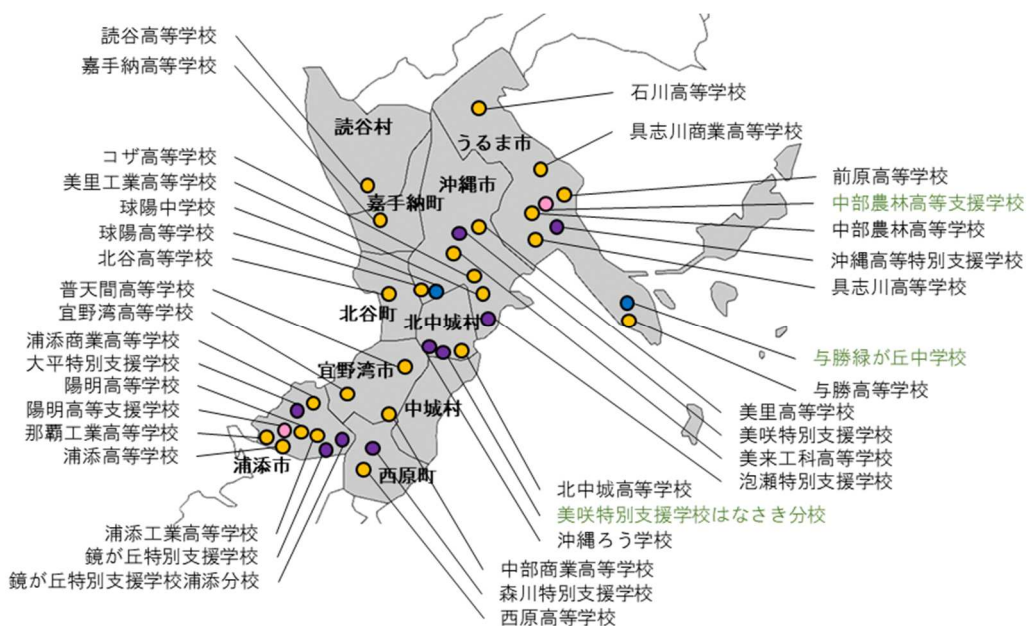 読谷高等学校
嘉手納高等学校
コザ高等学校
美里工業高等学校
球陽中学校
球陽高等学校
北谷高等学校
普天間高等学校
宜野湾高等学校
浦添商業高等学校
大平特別支援学校
陽明高等学校
陽明高等支援学校
那覇工業高等学校
浦添高等学校
浦添工業高等学校
鏡が丘特別支援学校
鏡が丘特別支援学校浦添分校
読谷村
うるま市
沖縄市
嘉手納町
北谷町
北中城村
宜野湾市
中城村
浦添市
西原町
石川高等学校
具志川商業高等学校
前原高等学校
中部農林高等支援学校
中部農林高等学校
沖縄高等特別支援学校
具志川高等学校
与勝緑が丘中学校
与勝高等学校
美里高等学校
美咲特別支援学校
美来工科高等学校
泡瀬特別支援学校
北中城高等学校
美咲特別支援学校はなさき分校
沖縄ろう学校
中部商業高等学校
森川特別支援学校
西原高等学校